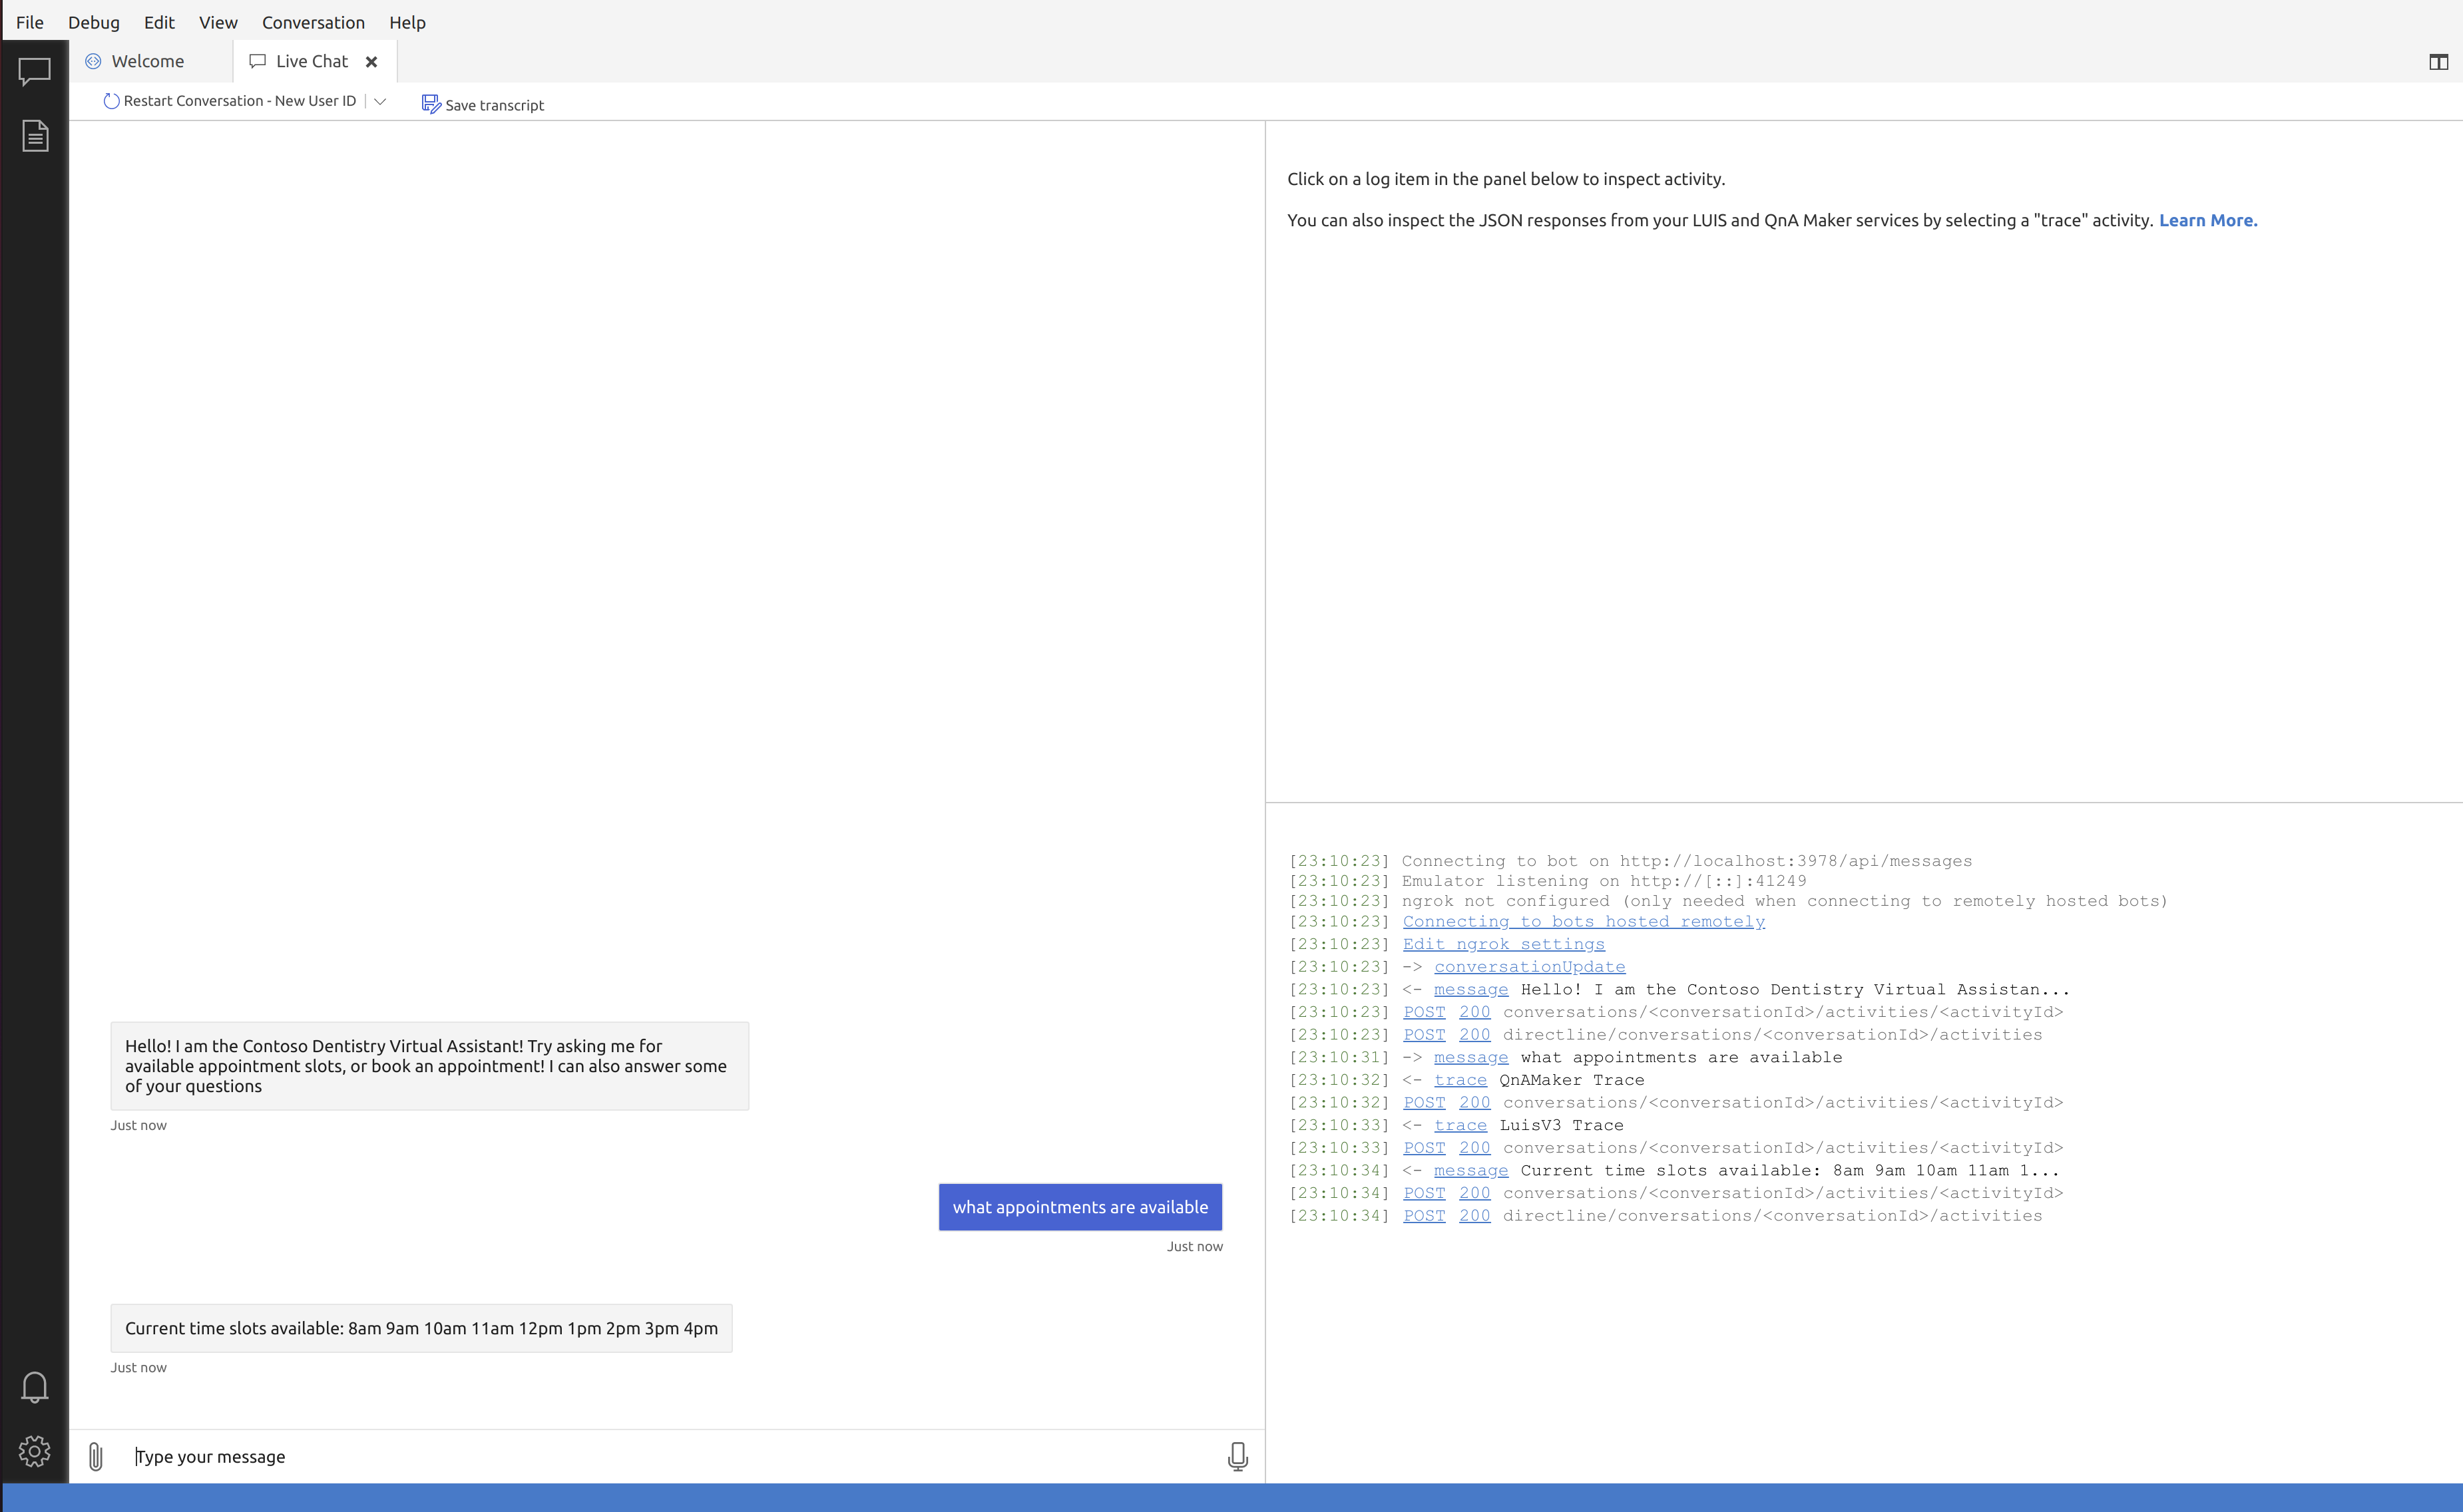 File Debug Edit View Conversation Help
Welcome Live Chat
Restart Conversation - New User ID Save transcript
Click on a log item in the panel below to inspect activity.
You can also inspect the JSON responses from your LUIS and QnA Maker services by selecting a "trace" activity. Learn More.
Hello! I am the Contoso Dentistry Virtual Assistant! Try asking me for
available appointment slots, or book an appointment! I can also answer some
of your questions
Just now
what appointments are available
Just now
Current time slots available: 8am 9am 10am 11am 12pm 1pm 2pm 3pm 4pm
Just now
Type your message
[23:10:23] Connecting to bot on http://localhost:3978/api/messages
[23:10:23] Emulator listening on http://[::]:41249
[23:10:23] ngrok not configured (only needed when connecting to remotely hosted bots)
[23:10:23] Connecting to bots hosted remotely
[23:10:23] Edit ngrok settings
[23:10:23] -> conversationUpdate
[23:10:23] <- message Hello! I am the Contoso Dentistry Virtual Assistan...
[23:10:23] POST 200 conversations/<conversationId>/activities/<activityId>
[23:10:23] POST 200 directline/conversations/<conversationId>/activities
[23:10:31] -> message what appointments are available
[23:10:32] <- trace QnAMaker Trace
[23:10:32] POST 200 conversations/<conversationId>/activities/<activityId>
[23:10:33] <- trace LuisV3 Trace
[23:10:33] POST 200 conversations/<conversationId>/activities/<activityId>
[23:10:34] <- message Current time slots available: 8am 9am 10am 11am 1...
[23:10:34] POST 200 conversations/<conversationId>/activities/<activityId>
[23:10:34] POST 200 directline/conversations/<conversationId>/activities